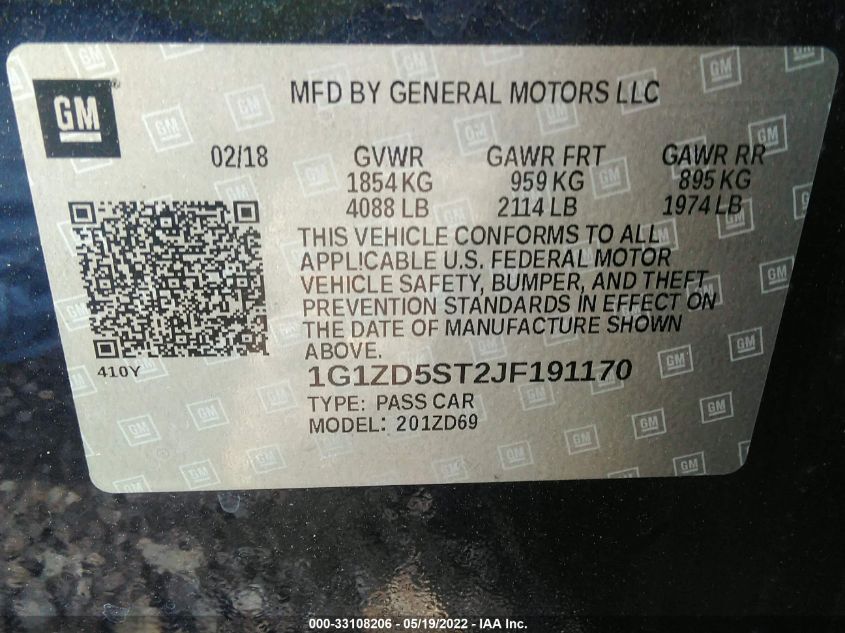 GM®
MFD BY GENERAL MOTORS LLC
02/18 GVWR GAWR FRT GAWR RR
1854 KG 959 KG 895 KG
4088 LB 2114 LB 1974 LB
THIS VEHICLE CONFORMS TO ALL
APPLICABLE U.S. FEDERAL MOTOR
VEHICLE SAFETY, BUMPER, AND THEFT
PREVENTION STANDARDS IN EFFECT ON
THE DATE OF MANUFACTURE SHOWN
ABOVE.
410Y
1G1ZD5ST2JF191170
TYPE: PASS CAR
MODEL: 201ZD69
000-33108206 - 05/19/2022 - IAA Inc.